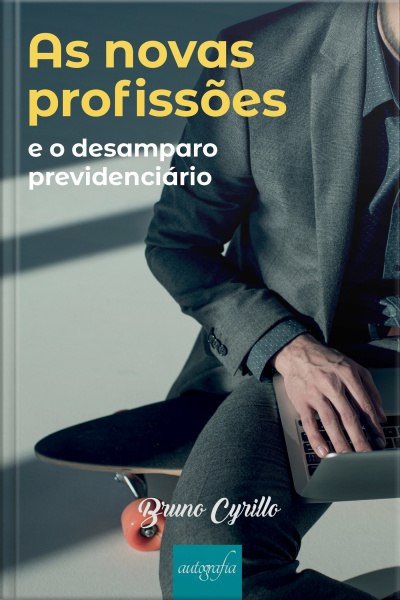 As novas
profissões
e o desamparo
previdenciário
Bruno Cyrillo
autografia